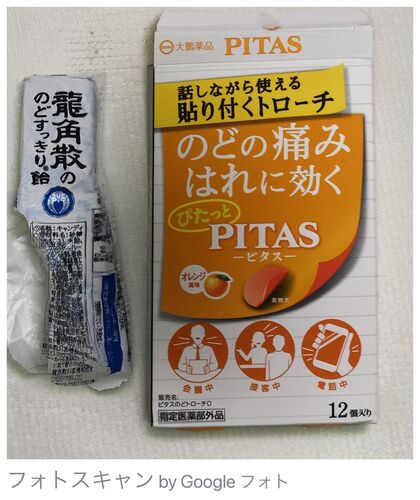 龍角散の
のどすっきり®飴
大鵬薬品 PITAS
話しながら使える
貼り付くトローチ
のどの痛み
はれに効く
ぴたっと
PITAS
ーピタスー
オレンジ
風味
実物大
会議中
接客中
電話中
販売名:
ピタスのどトローチO
指定医薬部外品
12個入り
フォトスキャン by Google フォト